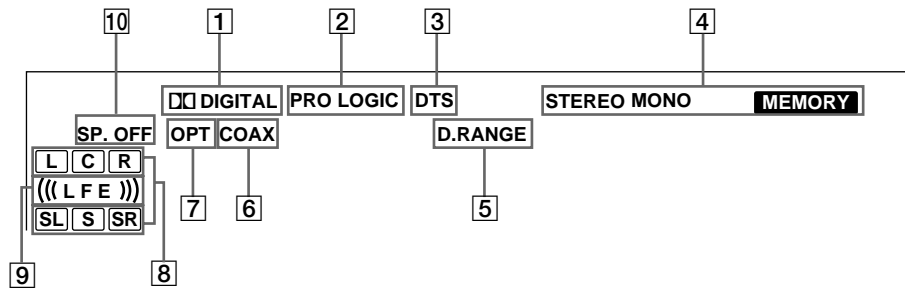 10 1 2 3 4
DIGITAL PRO LOGIC DTS STEREO MONO MEMORY
SP. OFF OPT COAX D.RANGE
L C R
((( L F E )))
SL S SR
7 6 5
9 8